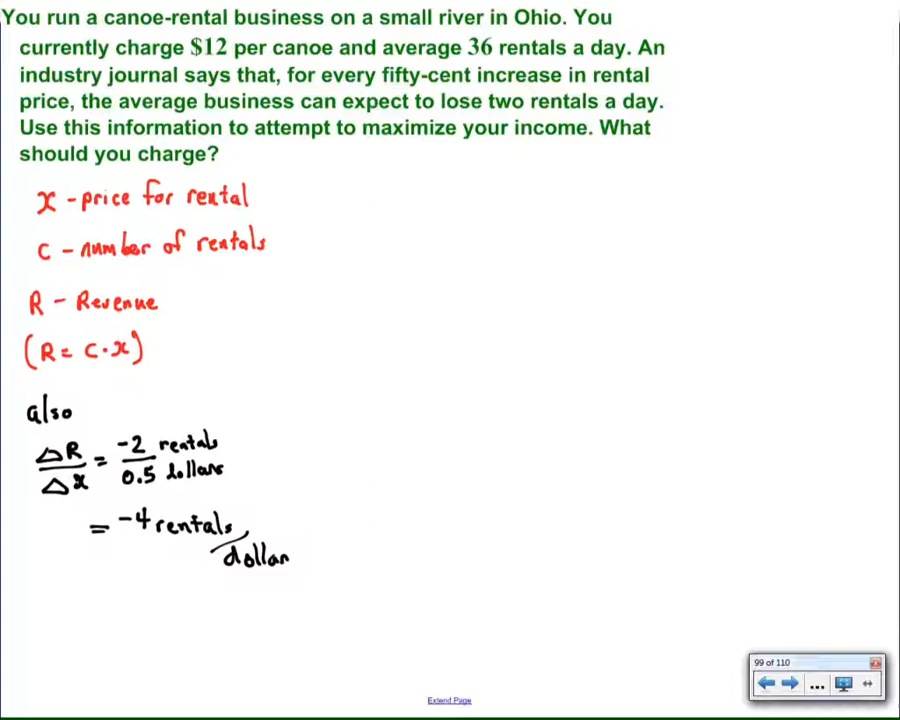 You run a canoe-rental business on a small river in Ohio. You
currently charge $12 per canoe and average 36 rentals a day. An
industry journal says that, for every fifty-cent increase in rental
price, the average business can expect to lose two rentals a day.
Use this information to attempt to maximize your income. What
should you charge?
x - price for rental
C - number of rentals
R - Revenue
(R = C·x)
also
ΔR/Δx = -2 rentals/0.5 dollars
= -4 rentals/dollar
99 of 110
...
Extend Page